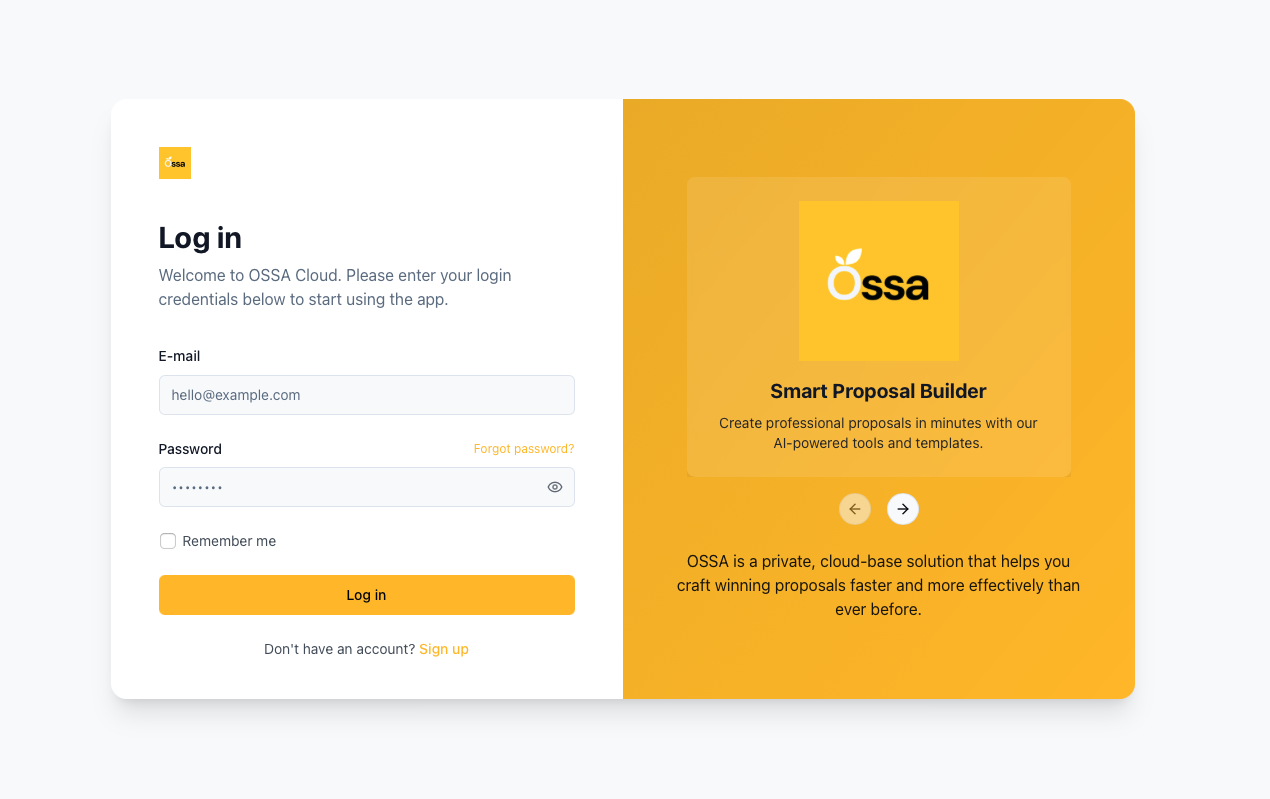 Ossa
Log in
Welcome to OSSA Cloud. Please enter your login
credentials below to start using the app.
E-mail
hello@example.com
Password
Forgot password?
••••••••
Remember me
Log in
Don't have an account? Sign up
Ossa
Smart Proposal Builder
Create professional proposals in minutes with our
AI-powered tools and templates.
OSSA is a private, cloud-base solution that helps you
craft winning proposals faster and more effectively than
ever before.